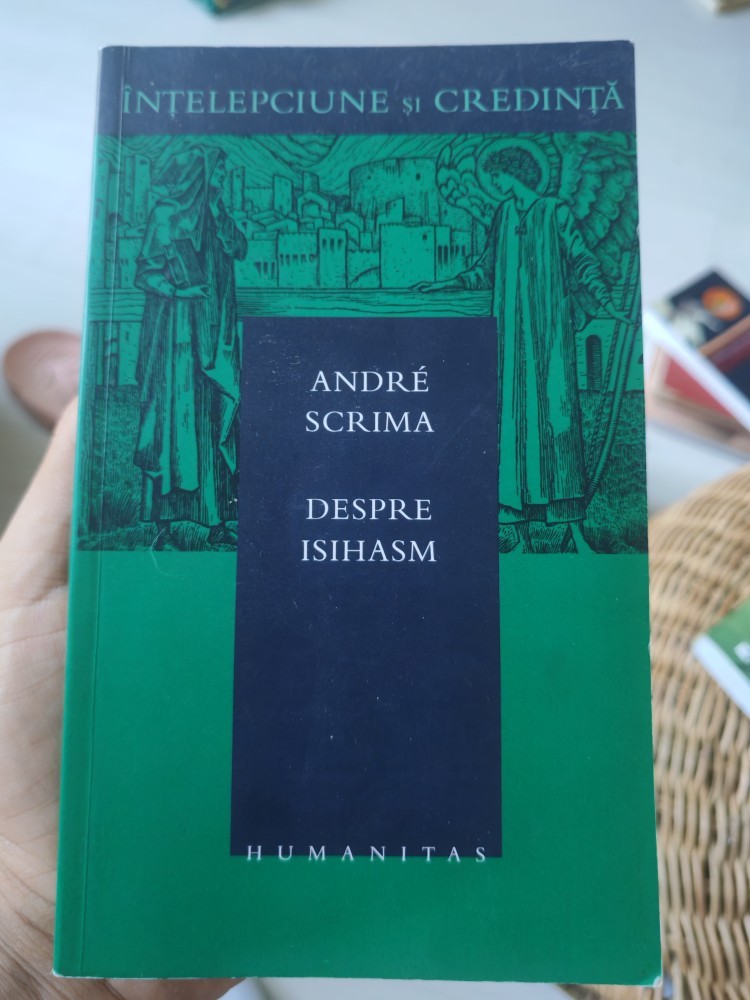 ÎNȚELEPCIUNE ȘI CREDINȚĂ
ANDRÉ
SCRIMA
DESPRE
ISIHASM
HUMANITAS